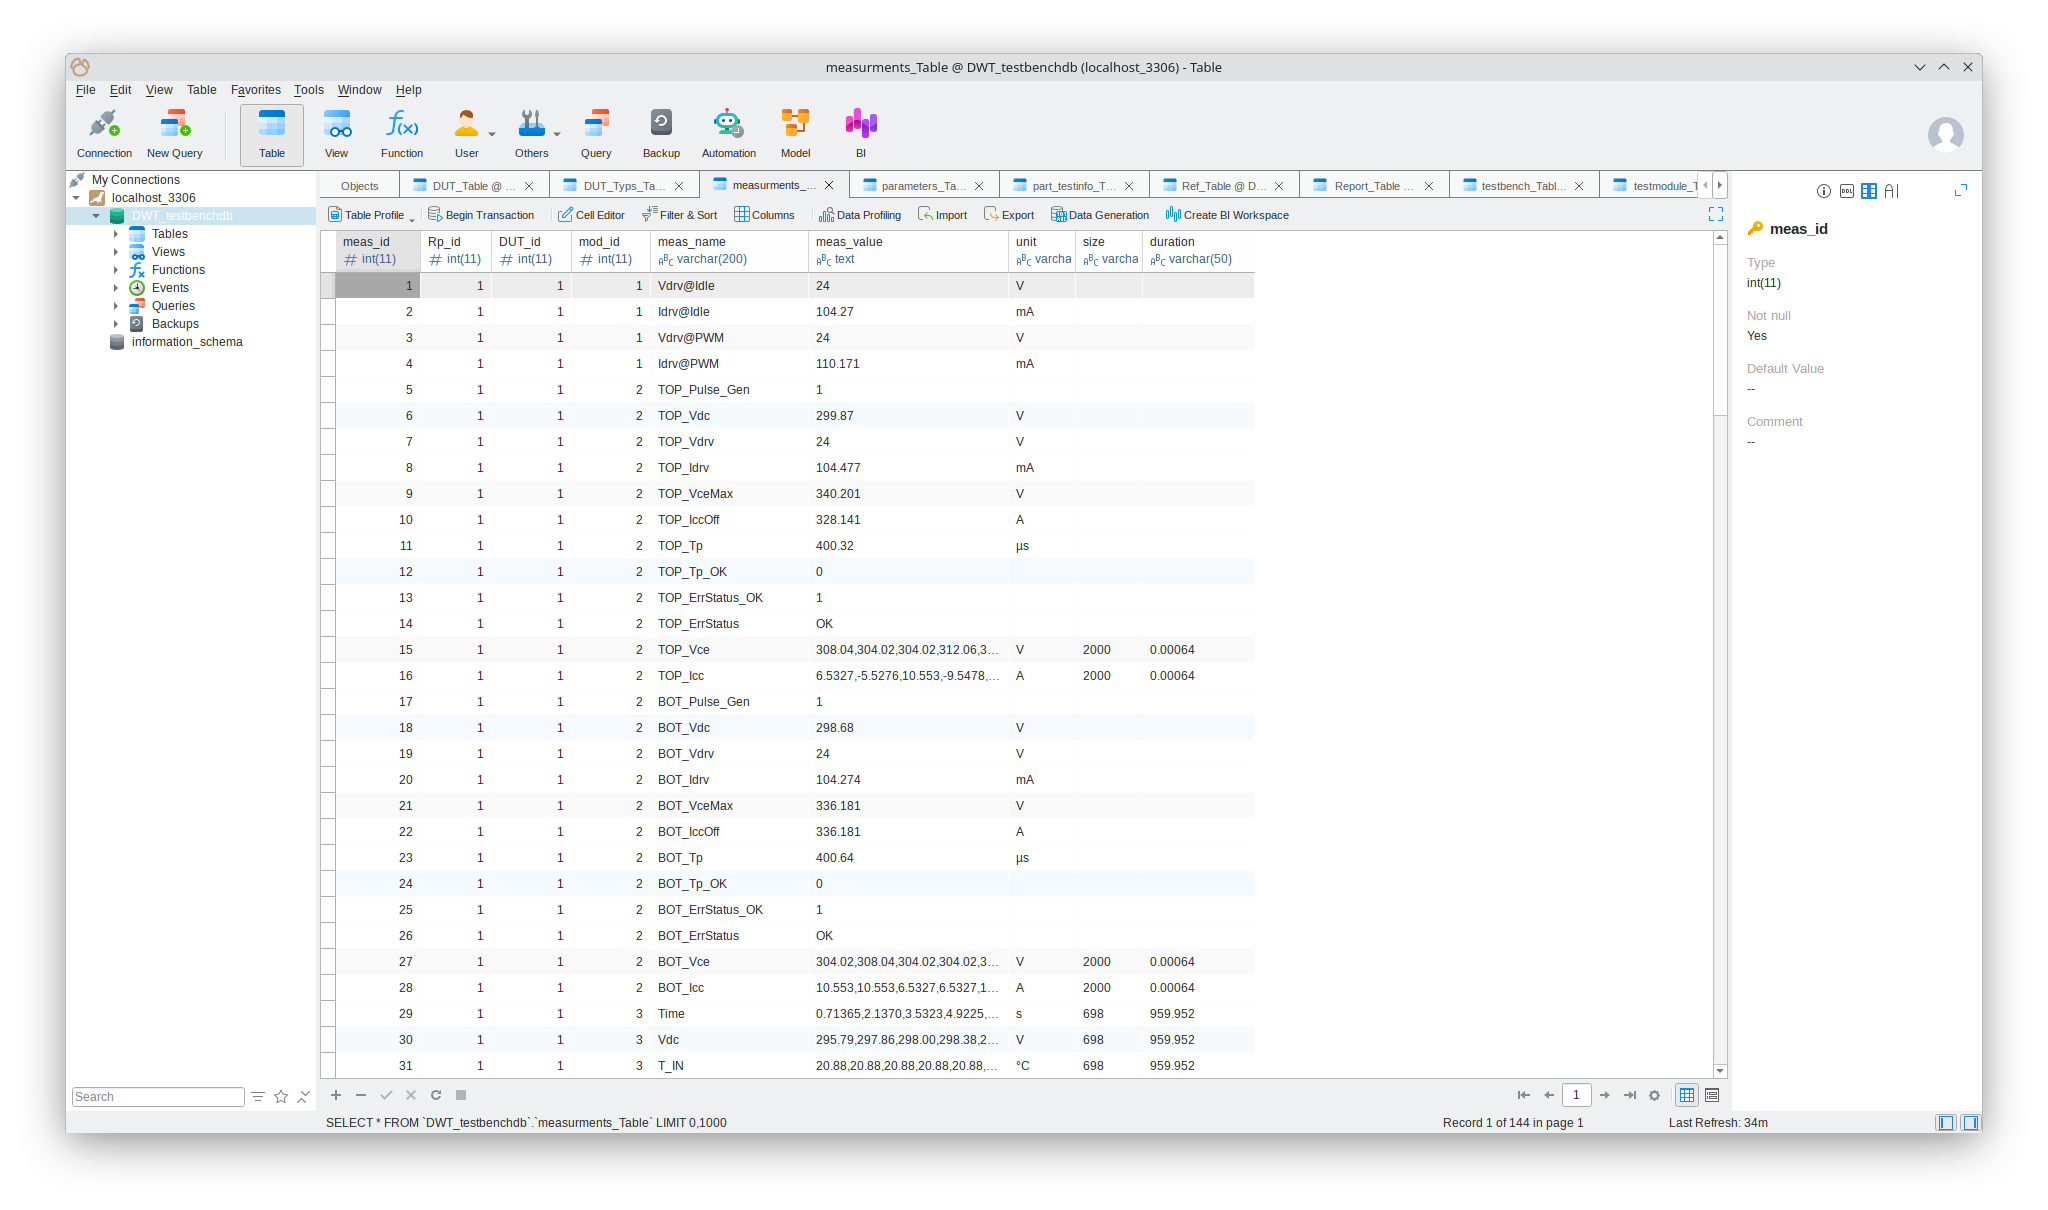 measurments_Table @ DWT_testbenchdb (localhost_3306) - Table
File Edit View Table Favorites Tools Window Help
Connection New Query Table View Function User Others Query Backup Automation Model BI
My Connections
localhost_3306
DWT_testbenchdb
Tables
Views
Functions
Events
Queries
Backups
information_schema
Search
Objects DUT_Table @ ... DUT_Typs_Ta... measurments_... parameters_Ta... part_testinfo_T... Ref_Table @ D... Report_Table ... testbench_Tabl... testmodule_T
Table Profile Begin Transaction Cell Editor Filter & Sort Columns Data Profiling Import Export Data Generation Create BI Workspace
meas_id Rp_id DUT_id mod_id meas_name meas_value unit size duration
# int(11) # int(11) # int(11) # int(11) ABC varchar(200) ABC text ABC varcha ABC varcha ABC varchar(50)
1 1 1 1 Vdrv@Idle 24 V
2 1 1 1 Idrv@Idle 104.27 mA
3 1 1 1 Vdrv@PWM 24 V
4 1 1 1 Idrv@PWM 110.171 mA
5 1 1 2 TOP_Pulse_Gen 1
6 1 1 2 TOP_Vdc 299.87 V
7 1 1 2 TOP_Vdrv 24 V
8 1 1 2 TOP_Idrv 104.477 mA
9 1 1 2 TOP_VceMax 340.201 V
10 1 1 2 TOP_IccOff 328.141 A
11 1 1 2 TOP_Tp 400.32 µs
12 1 1 2 TOP_Tp_OK 0
13 1 1 2 TOP_ErrStatus_OK 1
14 1 1 2 TOP_ErrStatus OK
15 1 1 2 TOP_Vce 308.04,304.02,304.02,312.06,3... V 2000 0.00064
16 1 1 2 TOP_Icc 6.5327,-5.5276,10.553,-9.5478,... A 2000 0.00064
17 1 1 2 BOT_Pulse_Gen 1
18 1 1 2 BOT_Vdc 298.68 V
19 1 1 2 BOT_Vdrv 24 V
20 1 1 2 BOT_Idrv 104.274 mA
21 1 1 2 BOT_VceMax 336.181 V
22 1 1 2 BOT_IccOff 336.181 A
23 1 1 2 BOT_Tp 400.64 µs
24 1 1 2 BOT_Tp_OK 0
25 1 1 2 BOT_ErrStatus_OK 1
26 1 1 2 BOT_ErrStatus OK
27 1 1 2 BOT_Vce 304.02,308.04,304.02,304.02,3... V 2000 0.00064
28 1 1 2 BOT_Icc 10.553,10.553,6.5327,6.5327,1... A 2000 0.00064
29 1 1 3 Time 0.71365,2.1370,3.5323,4.9225,... s 698 959.952
30 1 1 3 Vdc 295.79,297.86,298.00,298.38,2... V 698 959.952
31 1 1 3 T_IN 20.88,20.88,20.88,20.88,20.88,... °C 698 959.952
1
SELECT * FROM `DWT_testbenchdb`.`measurments_Table` LIMIT 0,1000
Record 1 of 144 in page 1
Last Refresh: 34m
DDL
meas_id
Type
int(11)
Not null
Yes
Default Value
--
Comment
--